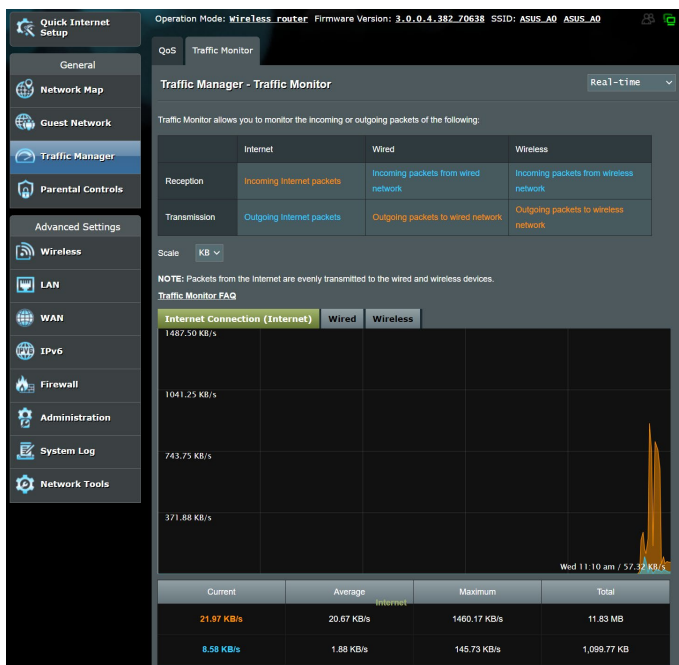 Quick Internet
Setup
General
Network Map
Guest Network
Traffic Manager
Parental Controls
Advanced Settings
Wireless
LAN
WAN
IPv6
Firewall
Administration
System Log
Network Tools
Operation Mode: Wireless router Firmware Version: 3.0.0.4.382_70638 SSID: ASUS_A0 ASUS_A0
QoS Traffic Monitor
Traffic Manager - Traffic Monitor Real-time
Traffic Monitor allows you to monitor the incoming or outgoing packets of the following:
Internet Wired Wireless
Reception Incoming Internet packets Incoming packets from wired network Incoming packets from wireless network
Transmission Outgoing Internet packets Outgoing packets to wired network Outgoing packets to wireless network
Scale KB
NOTE: Packets from the Internet are evenly transmitted to the wired and wireless devices.
Traffic Monitor FAQ
Internet Connection (Internet) Wired Wireless
1487.50 KB/s
1041.25 KB/s
743.75 KB/s
371.88 KB/s
Wed 11:10 am / 57.32 KB/s
Current Average Maximum Total
Internet
21.97 KB/s 20.67 KB/s 1460.17 KB/s 11.83 MB
8.58 KB/s 1.88 KB/s 145.73 KB/s 1,099.77 KB